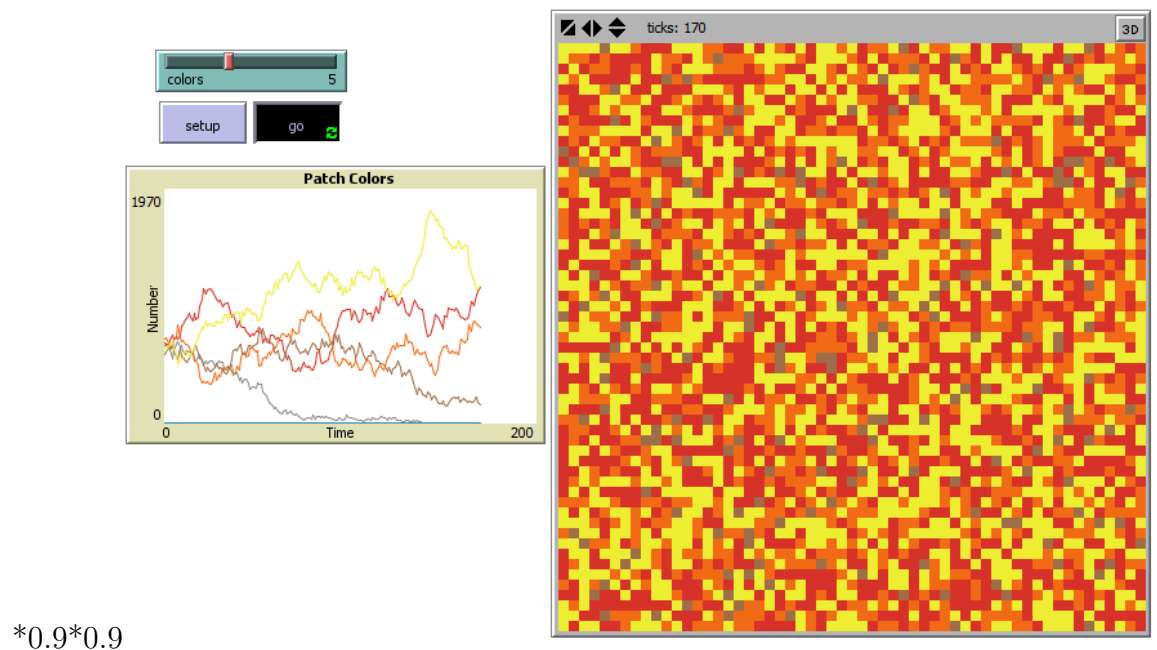 ticks: 170
3D
colors 5
setup
go
Patch Colors
1970
Number
0
0 Time 200
*0.9*0.9